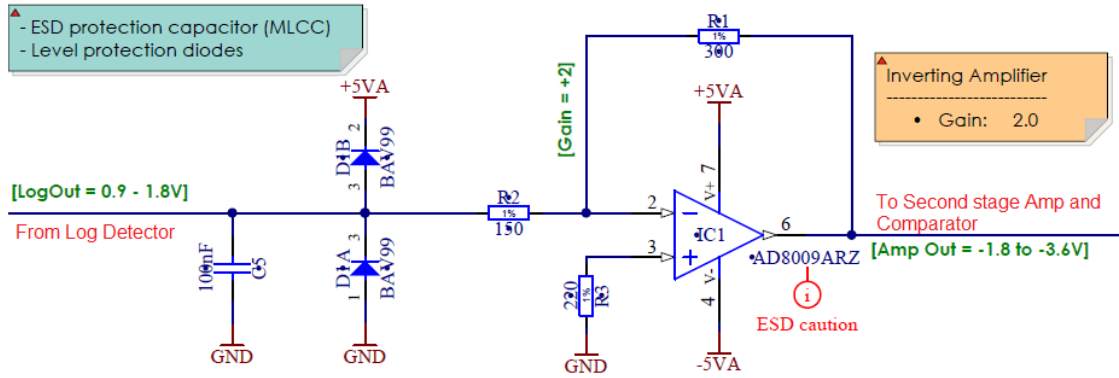 - ESD protection capacitor (MLCC)
- Level protection diodes
+5VA
2
D1B
BAV99
3
[LogOut = 0.9 - 1.8V]
From Log Detector
100nF
C5
GND
3
D1A
BAV99
1
GND
R2
1%
150
[Gain = +2]
R1
1%
300
+5VA
7
V+
2
3
IC1
6
V-
4
-5VA
AD8009ARZ
i
ESD caution
220
1%
R3
GND
Inverting Amplifier
---------------------------
• Gain: 2.0
To Second stage Amp and
Comparator
[Amp Out = -1.8 to -3.6V]